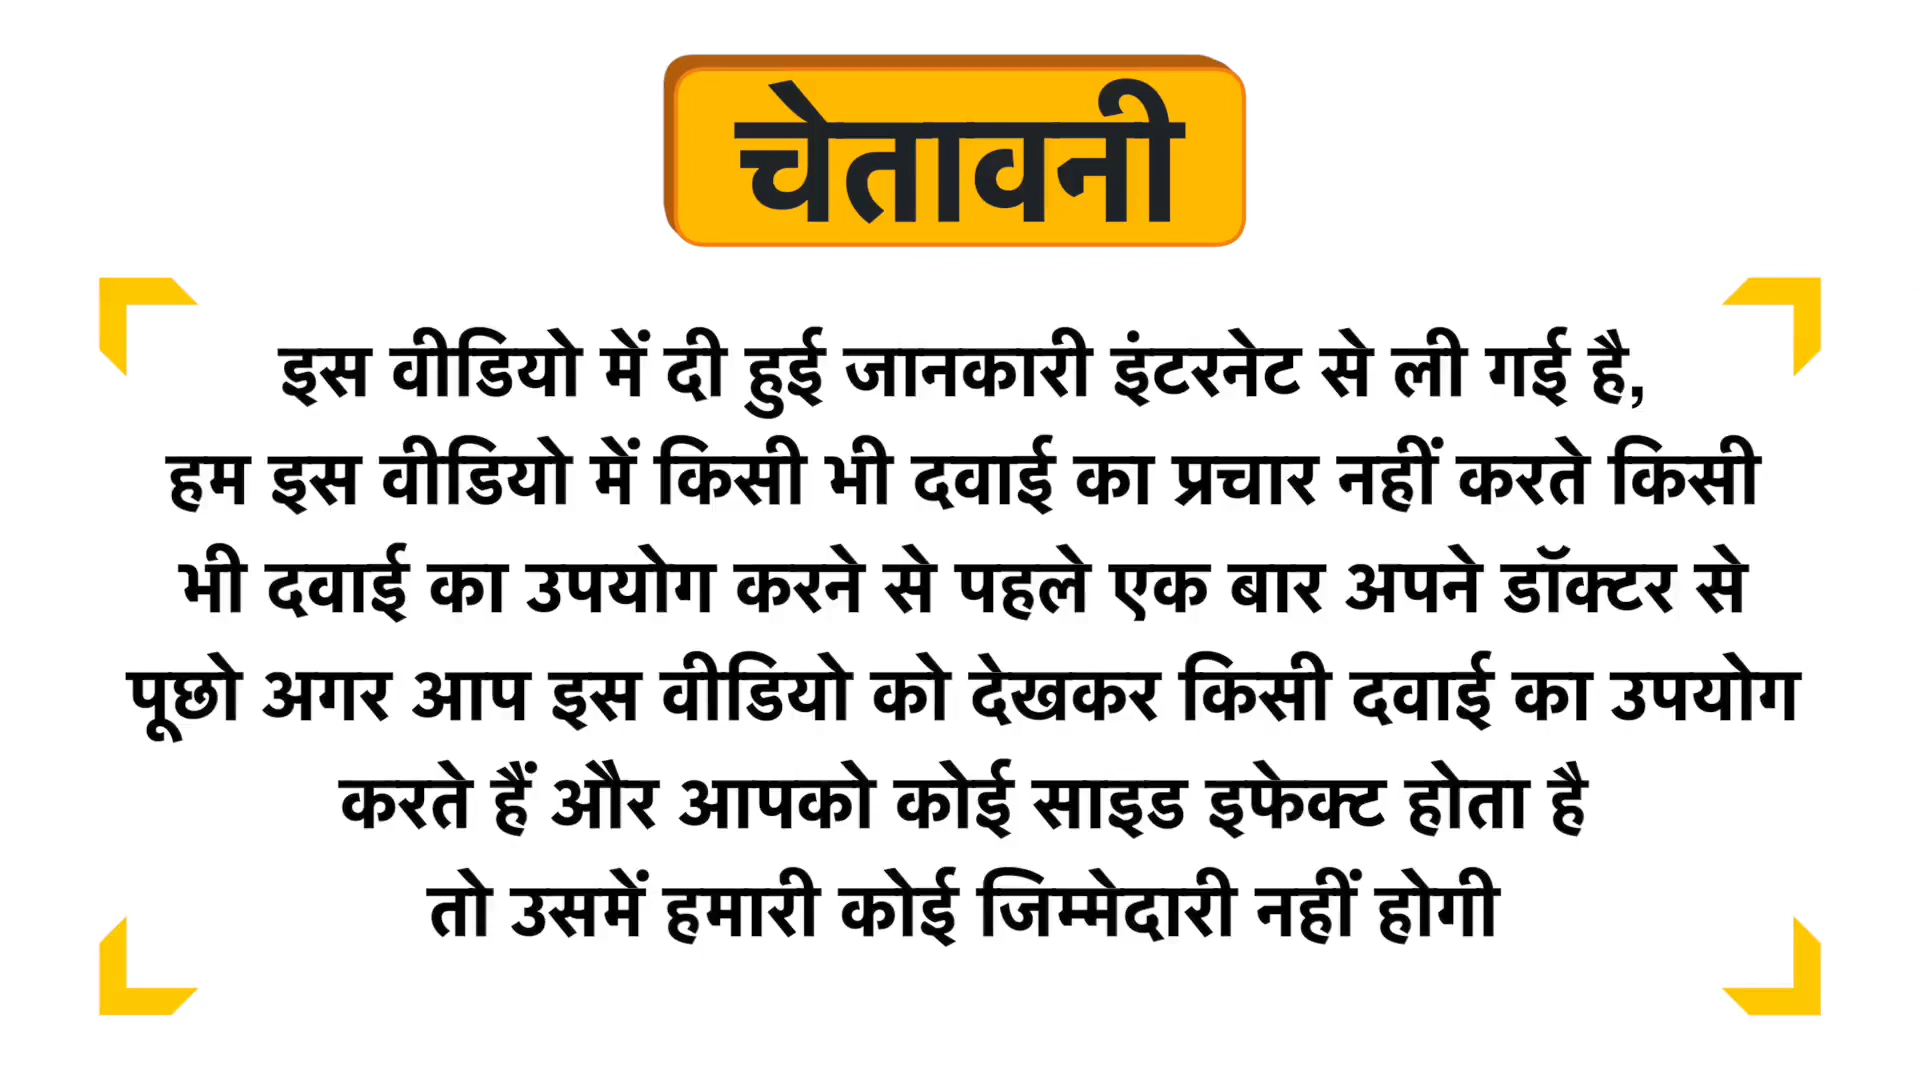 चेतावनी
इस वीडियो में दी हुई जानकारी इंटरनेट से ली गई है,
हम इस वीडियो में किसी भी दवाई का प्रचार नहीं करते किसी
भी दवाई का उपयोग करने से पहले एक बार अपने डॉक्टर से
पूछो अगर आप इस वीडियो को देखकर किसी दवाई का उपयोग
करते हैं और आपको कोई साइड इफेक्ट होता है
तो उसमें हमारी कोई जिम्मेदारी नहीं होगी